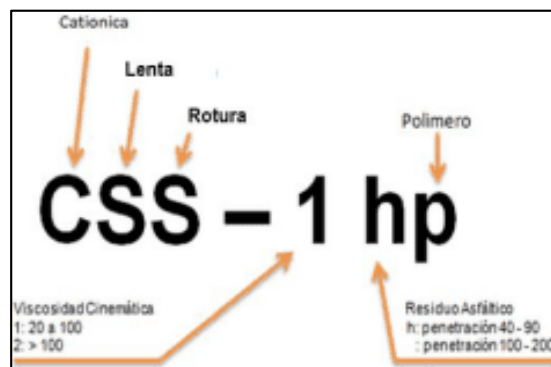 Cationica
Lenta
Rotura
Polimero
CSS – 1 hp
Viscosidad Cinemática
1: 20 a 100
2: > 100
Residuo Asfáltico
h: penetración 40 - 90
: penetración 100 - 200